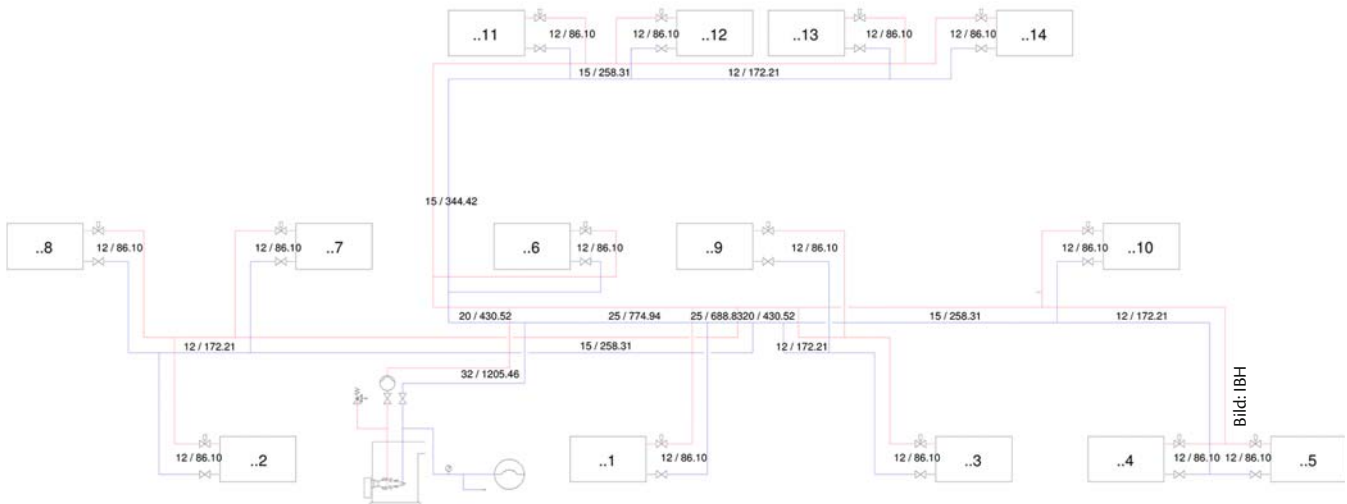 ..11
12 / 86.10
12 / 86.10
..12
..13
12 / 86.10
12 / 86.10
..14
15 / 258.31
12 / 172.21
15 / 344.42
..8
12 / 86.10
12 / 86.10
..7
..6
12 / 86.10
..9
12 / 86.10
12 / 86.10
..10
20 / 430.52
25 / 774.94
25 / 688.83
20 / 430.52
15 / 258.31
12 / 172.21
12 / 172.21
15 / 258.31
12 / 172.21
32 / 1205.46
Bild: IBH
12 / 86.10
..2
..1
12 / 86.10
12 / 86.10
..3
..4
12 / 86.10
12 / 86.10
..5